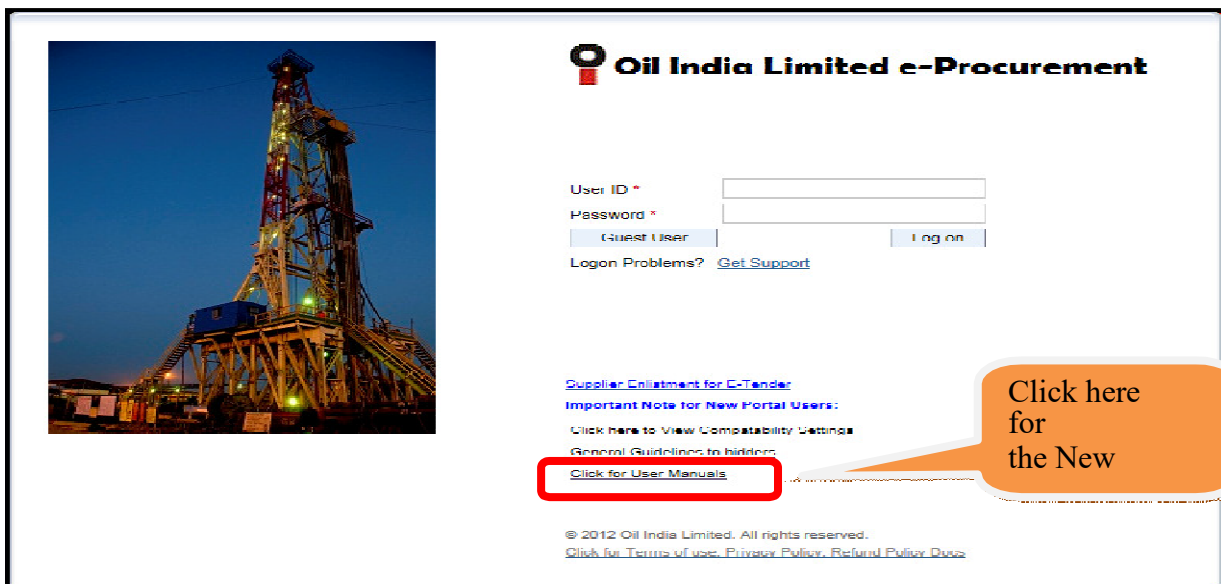 Oil India Limited e-Procurement
User ID *
Password *
Guest User
Log on
Logon Problems? Get Support
Supplier Enlistment for E-Tender
Important Note for New Portal Users:
Click here to View Compatability Settings
General Guidelines to bidders
Click for User Manuals
Click here
for
the New
© 2012 Oil India Limited. All rights reserved.
Click for Terms of use, Privacy Policy, Refund Policy Docs